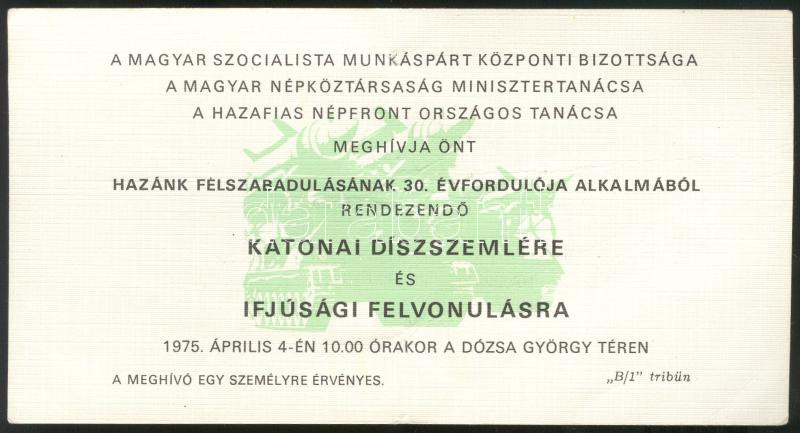 A MAGYAR SZOCIALISTA MUNKÁSPÁRT KÖZPONTI BIZOTTSÁGA
A MAGYAR NÉPKÖZTÁRSASÁG MINISZTERTANÁCSA
A HAZAFIAS NÉPFRONT ORSZÁGOS TANÁCSA
MEGHÍVJA ÖNT
HAZÁNK FELSZABADULÁSÁNAK 30. ÉVFORDULÓJA ALKALMÁBÓL
RENDEZENDŐ
KATONAI DÍSZSZEMLÉRE
ÉS
IFJÚSÁGI FELVONULÁSRA
1975. ÁPRILIS 4-ÉN 10.00 ÓRAKOR A DÓZSA GYÖRGY TÉREN
A MEGHÍVÓ EGY SZEMÉLYRE ÉRVÉNYES.
„B/1” tribün